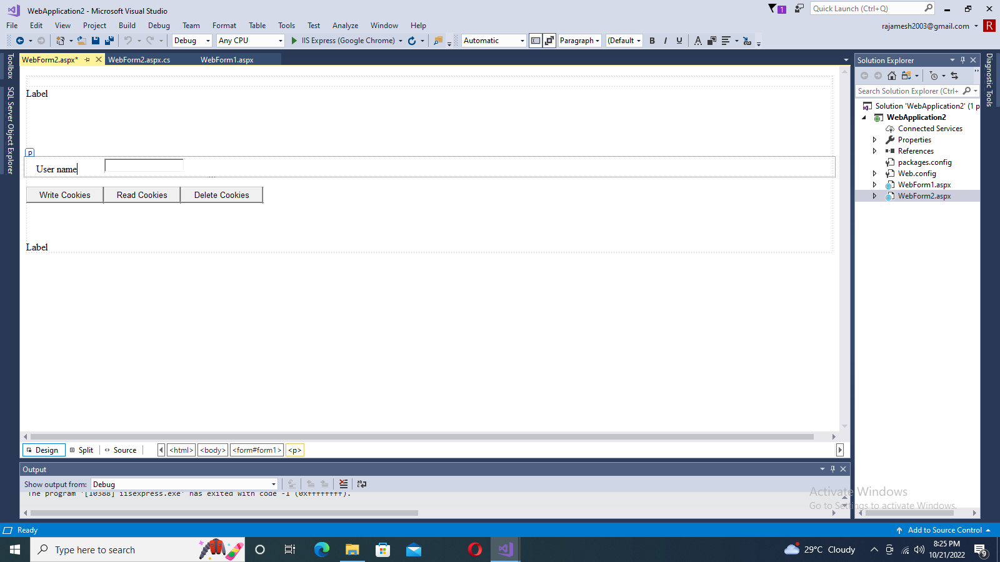 WebApplication2 - Microsoft Visual Studio
1
Quick Launch (Ctrl+Q)
File Edit View Project Build Debug Team Format Table Tools Test Analyze Window Help
rajamesh2003@gmail.com R
Debug Any CPU IIS Express (Google Chrome) Automatic Paragraph (Default B I U A
Toolbox
SQL Server Object Explorer
WebForm2.aspx* WebForm2.aspx.cs WebForm1.aspx
Label
p
User name
Write Cookies Read Cookies Delete Cookies
Label
Design Split Source <html> <body> <form#form1> <p>
Output
Show output from: Debug
The program '[10388] iisexpress.exe' has exited with code -1 (0xffffffff).
Solution Explorer
Search Solution Explorer (Ctrl+
Solution 'WebApplication2' (1 p
WebApplication2
Connected Services
Properties
References
packages.config
Web.config
WebForm1.aspx
WebForm2.aspx
Diagnostic Tools
Activate Windows
Go to Settings to activate Windows.
Ready
Add to Source Control
Type here to search
29°C Cloudy
8:25 PM
10/21/2022
9